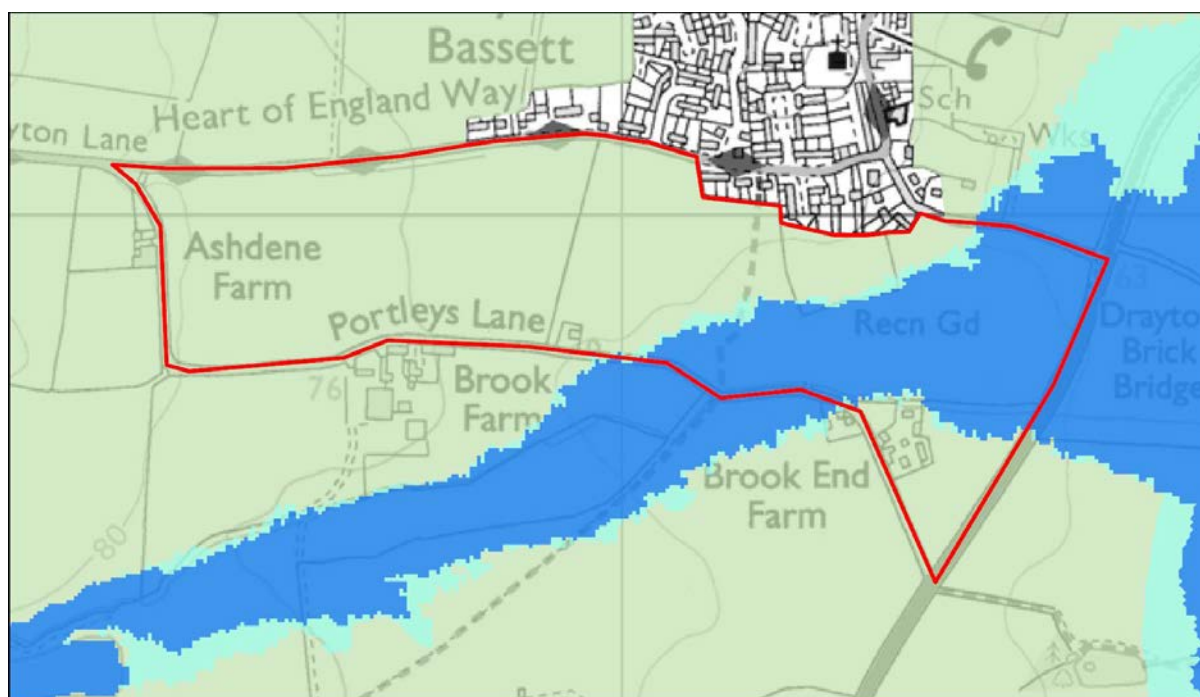 Bassett
Heart of England Way
yton Lane
Sch
Wks
Ashdene
Farm
63
Portleys Lane
Recn Gd
Drayto
Brick
Bridge
76
Brook
Farm
Brook End
Farm
80